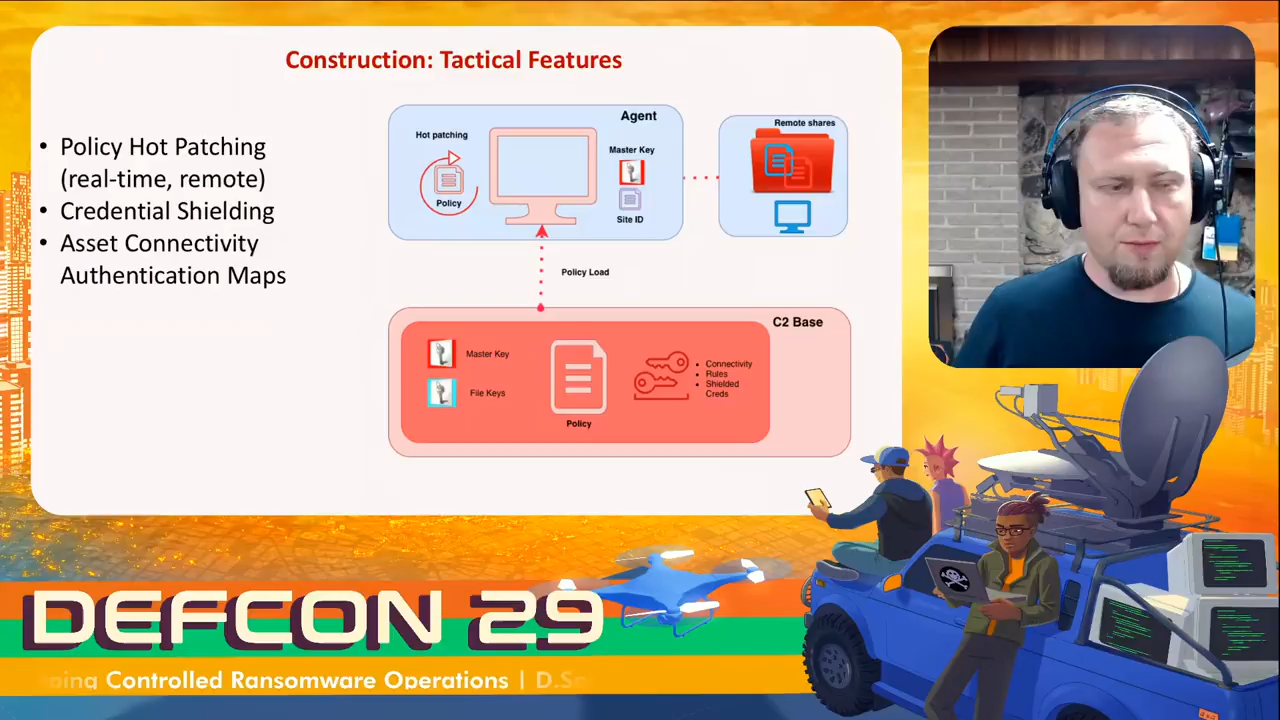 Construction: Tactical Features
• Policy Hot Patching
(real-time, remote)
• Credential Shielding
• Asset Connectivity
Authentication Maps
Agent
Hot patching
Policy
Master Key
Site ID
Remote shares
Policy Load
C2 Base
Master Key
File Keys
Policy
• Connectivity
• Rules
• Shielded
Creds
DEFCON 29
Controlled Ransomware Operations |